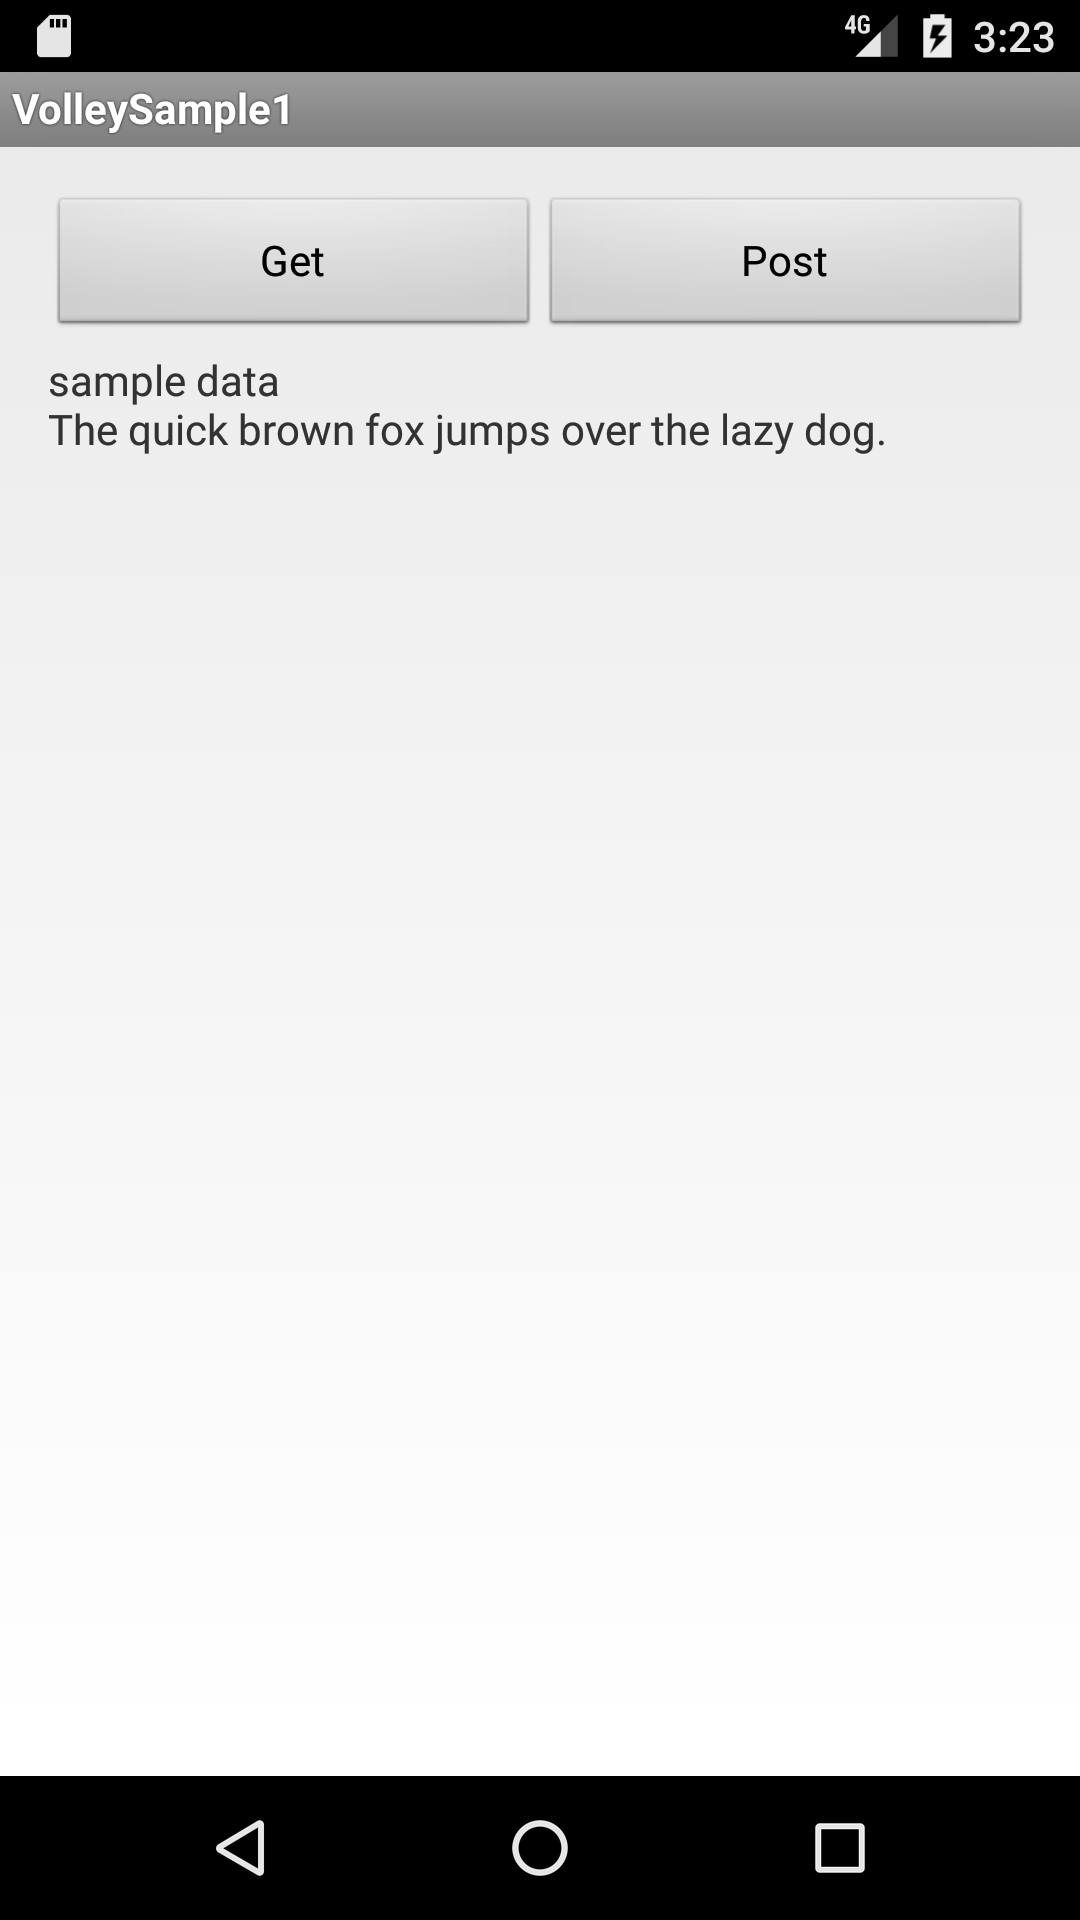 4G 3:23
VolleySample1
Get Post
sample data
The quick brown fox jumps over the lazy dog.